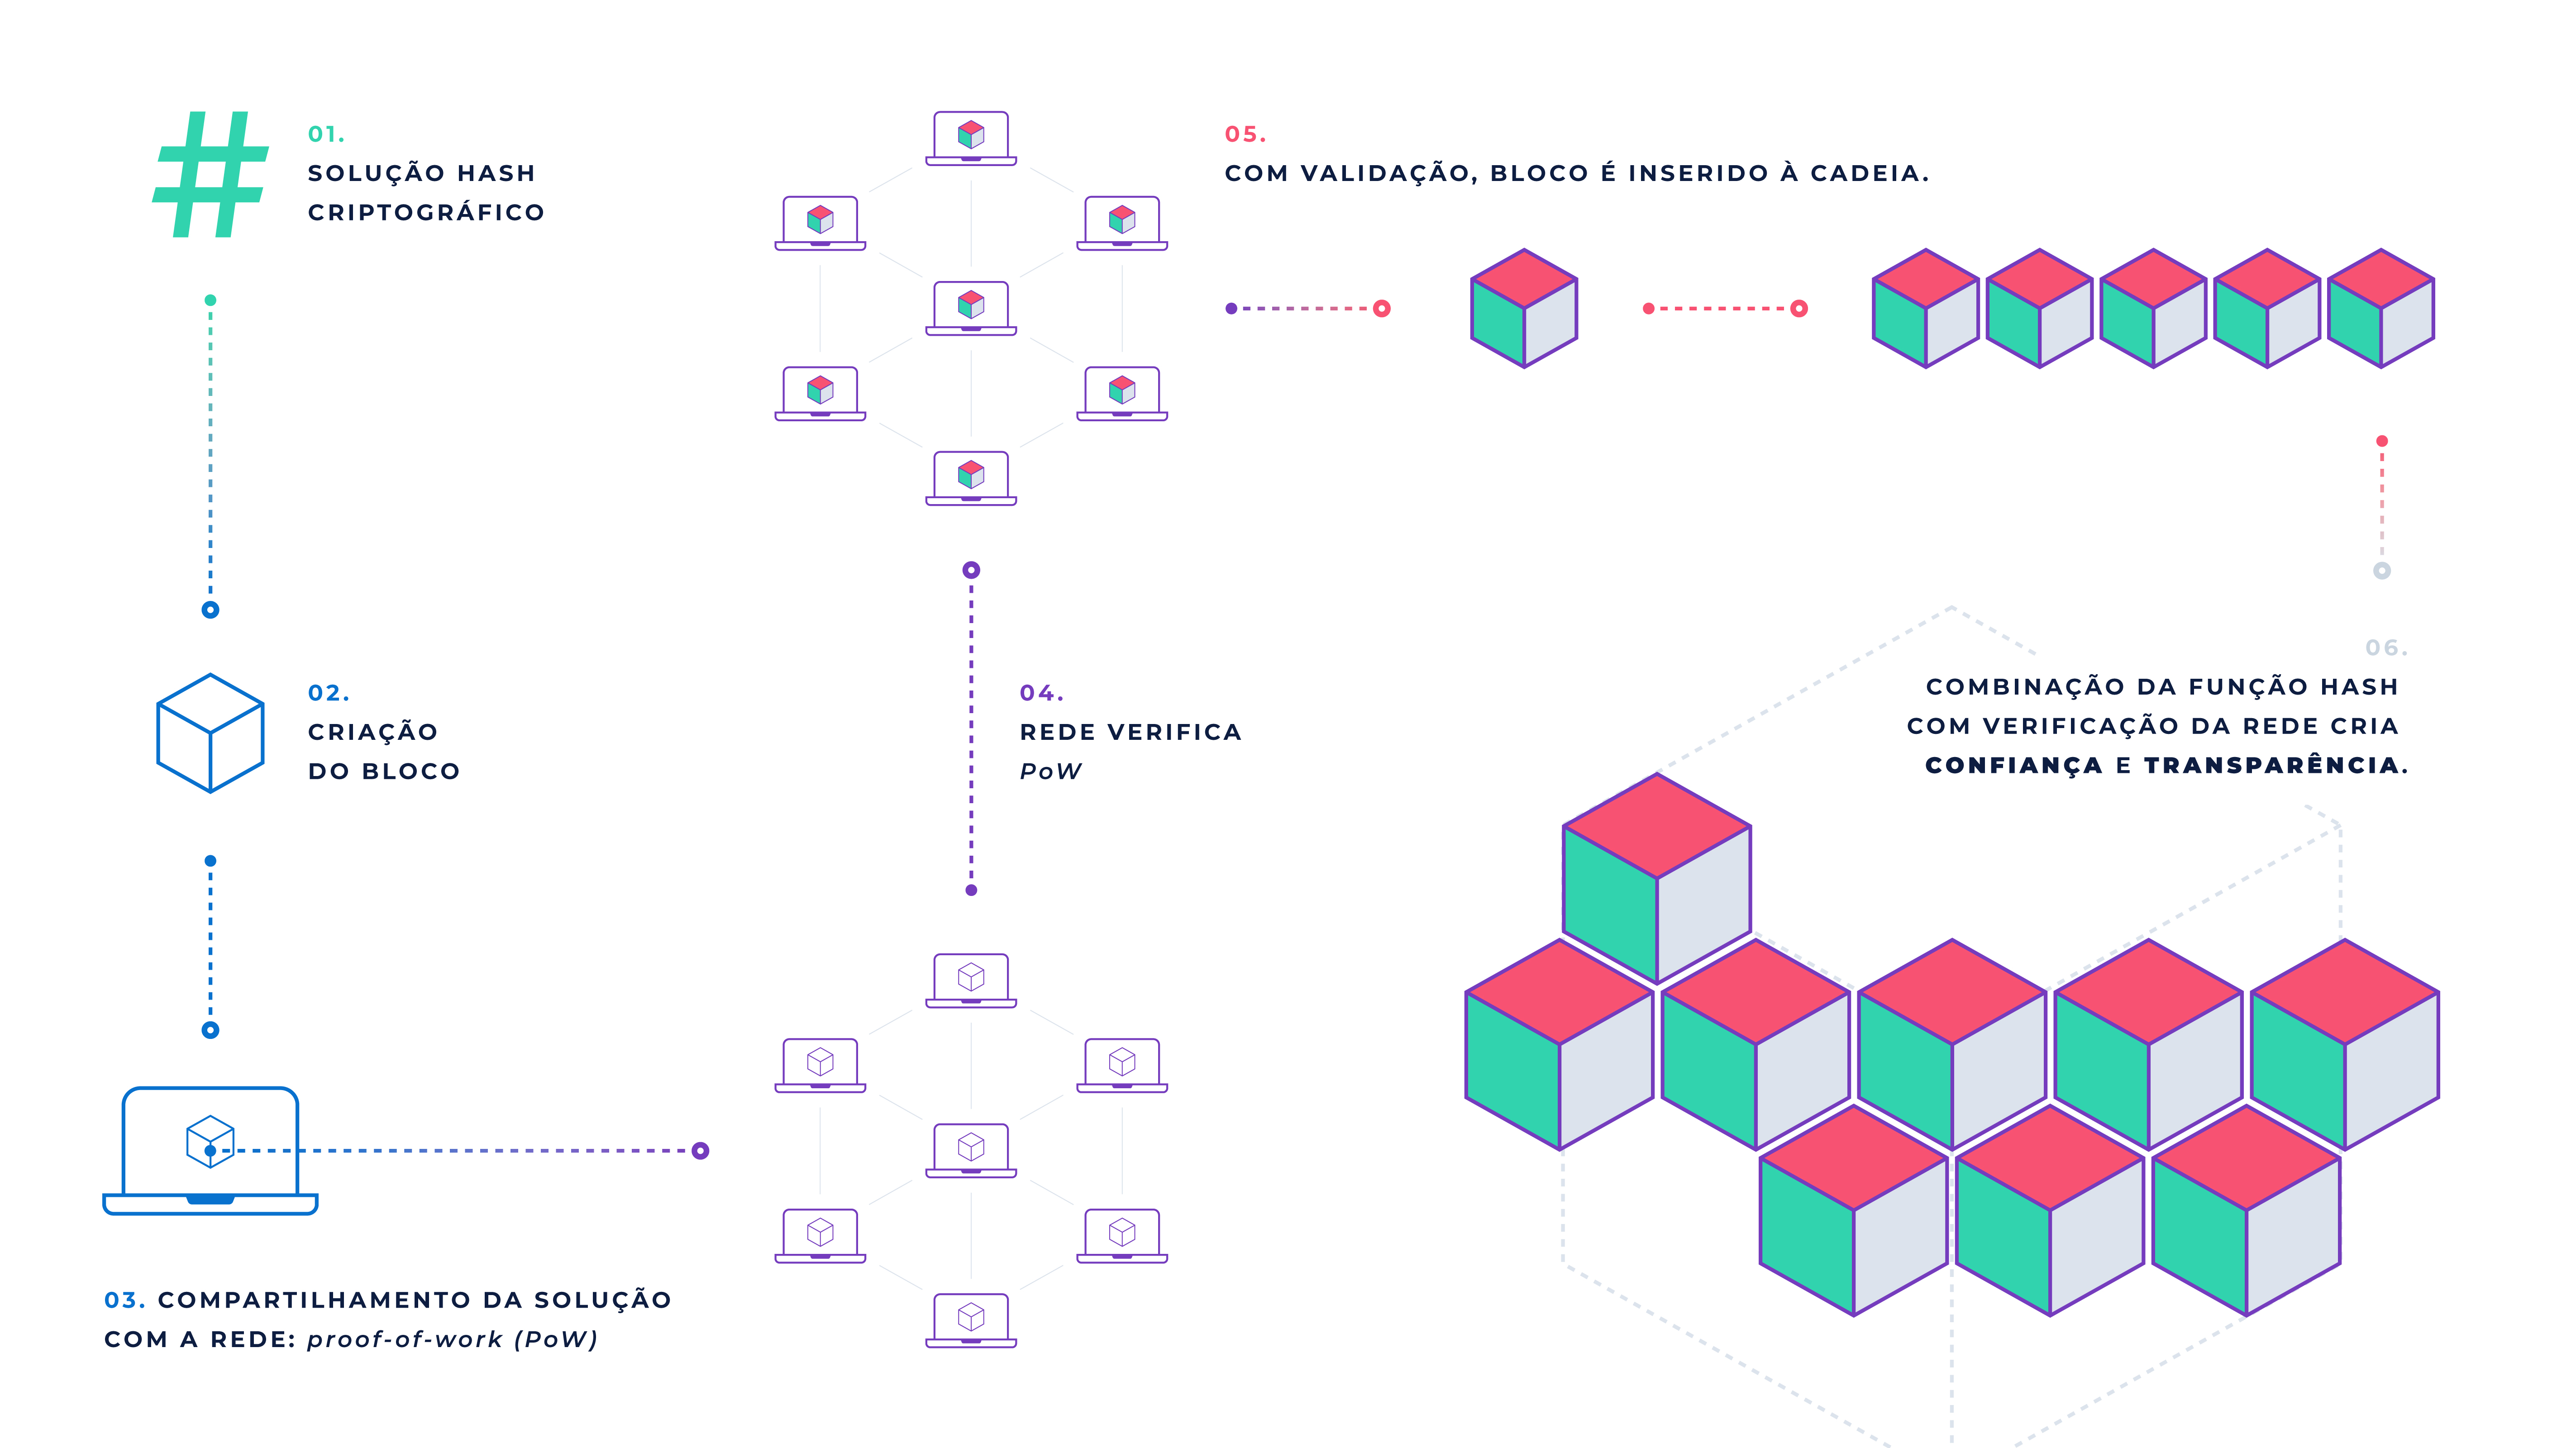 01.
SOLUÇÃO HASH
CRIPTOGRÁFICO
02.
CRIAÇÃO
DO BLOCO
03. COMPARTILHAMENTO DA SOLUÇÃO
COM A REDE: proof-of-work (PoW)
04.
REDE VERIFICA
PoW
05.
COM VALIDAÇÃO, BLOCO É INSERIDO À CADEIA.
06.
COMBINAÇÃO DA FUNÇÃO HASH
COM VERIFICAÇÃO DA REDE CRIA
CONFIANÇA E TRANSPARÊNCIA.